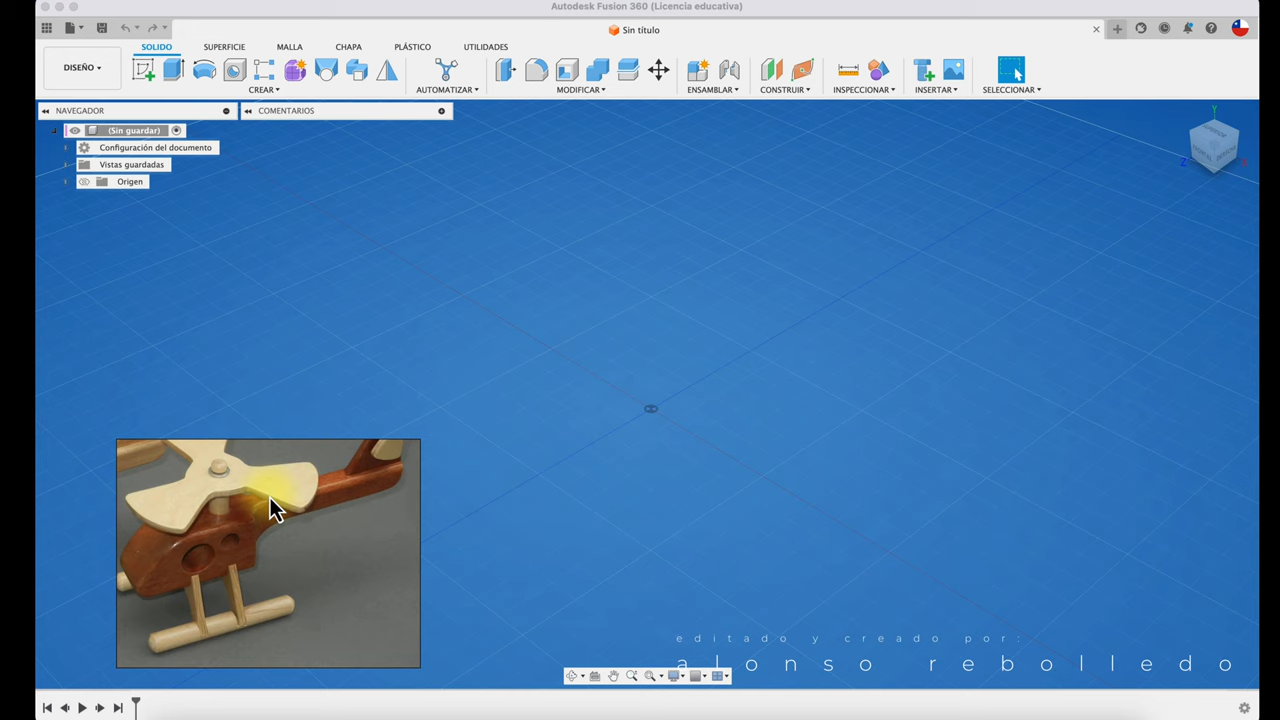 Autodesk Fusion 360 (Licencia educativa)
Sin título
DISEÑO
SOLIDO
SUPERFICIE
MALLA
CHAPA
PLÁSTICO
UTILIDADES
CREAR
AUTOMATIZAR
MODIFICAR
ENSAMBLAR
CONSTRUIR
INSPECCIONAR
INSERTAR
SELECCIONAR
NAVEGADOR
COMENTARIOS
(Sin guardar)
Configuración del documento
Vistas guardadas
Origen
Y
Z
X
editado y creado por:
alonso rebolledo